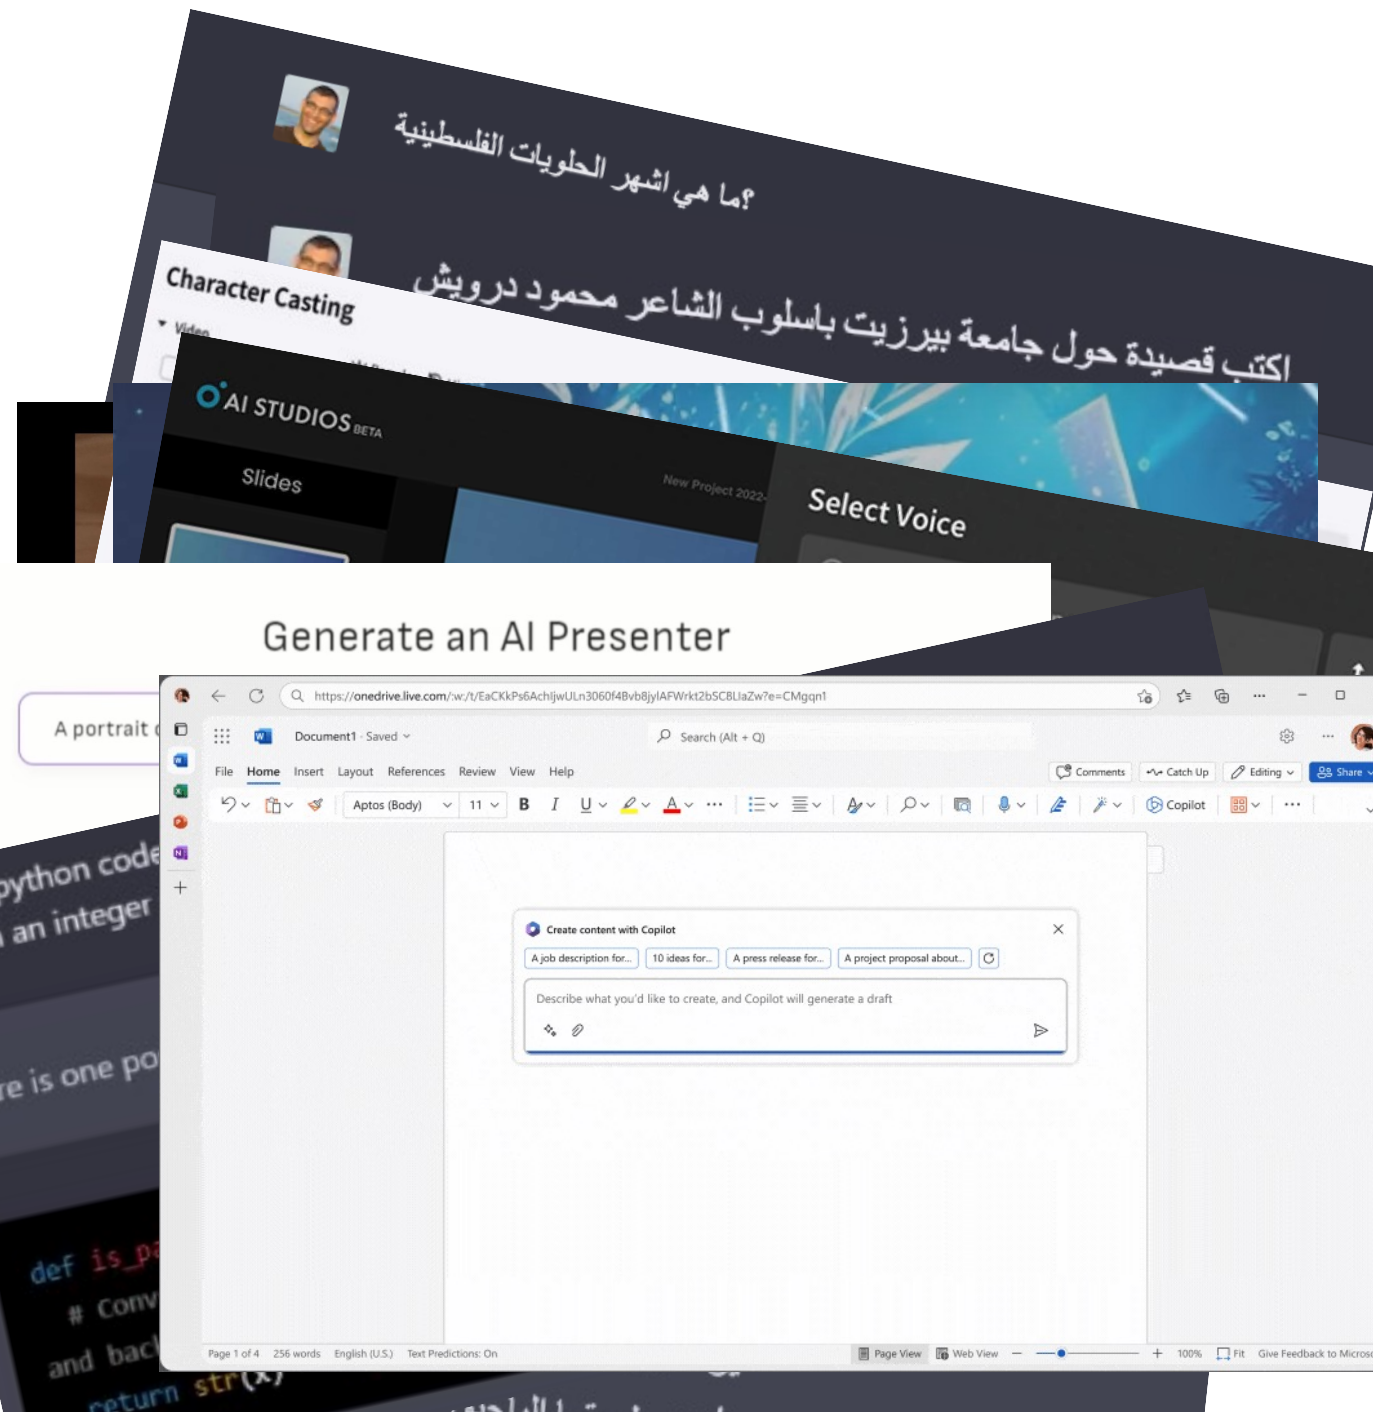 ما هي اشهر الحلويات الفلسطينية؟
اكتب قصيدة حول جامعة بيرزيت باسلوب الشاعر محمود درويش
Character Casting
Video
AI STUDIOS BETA
Slides
New Project 2022-
Select Voice
Generate an AI Presenter
A portrait
https://onedrive.live.com/:w:/t/EaCKkPs6AchljwULn3060f4Bvb8jylAFWrkt2bSC8LlaZw?e=CMgqn1
Document1 · Saved
Search (Alt + Q)
File Home Insert Layout References Review View Help
Comments Catch Up Editing Share
Aptos (Body) 11 B I U A Copilot
python code
an integer
Create content with Copilot
A job description for... 10 ideas for... A press release for... A project proposal about...
Describe what you'd like to create, and Copilot will generate a draft
re is one po
def is_pa
# Conv
and back
return str(x)
Page 1 of 4 256 words English (U.S.) Text Predictions: On Page View Web View 100% Fit Give Feedback to Microso